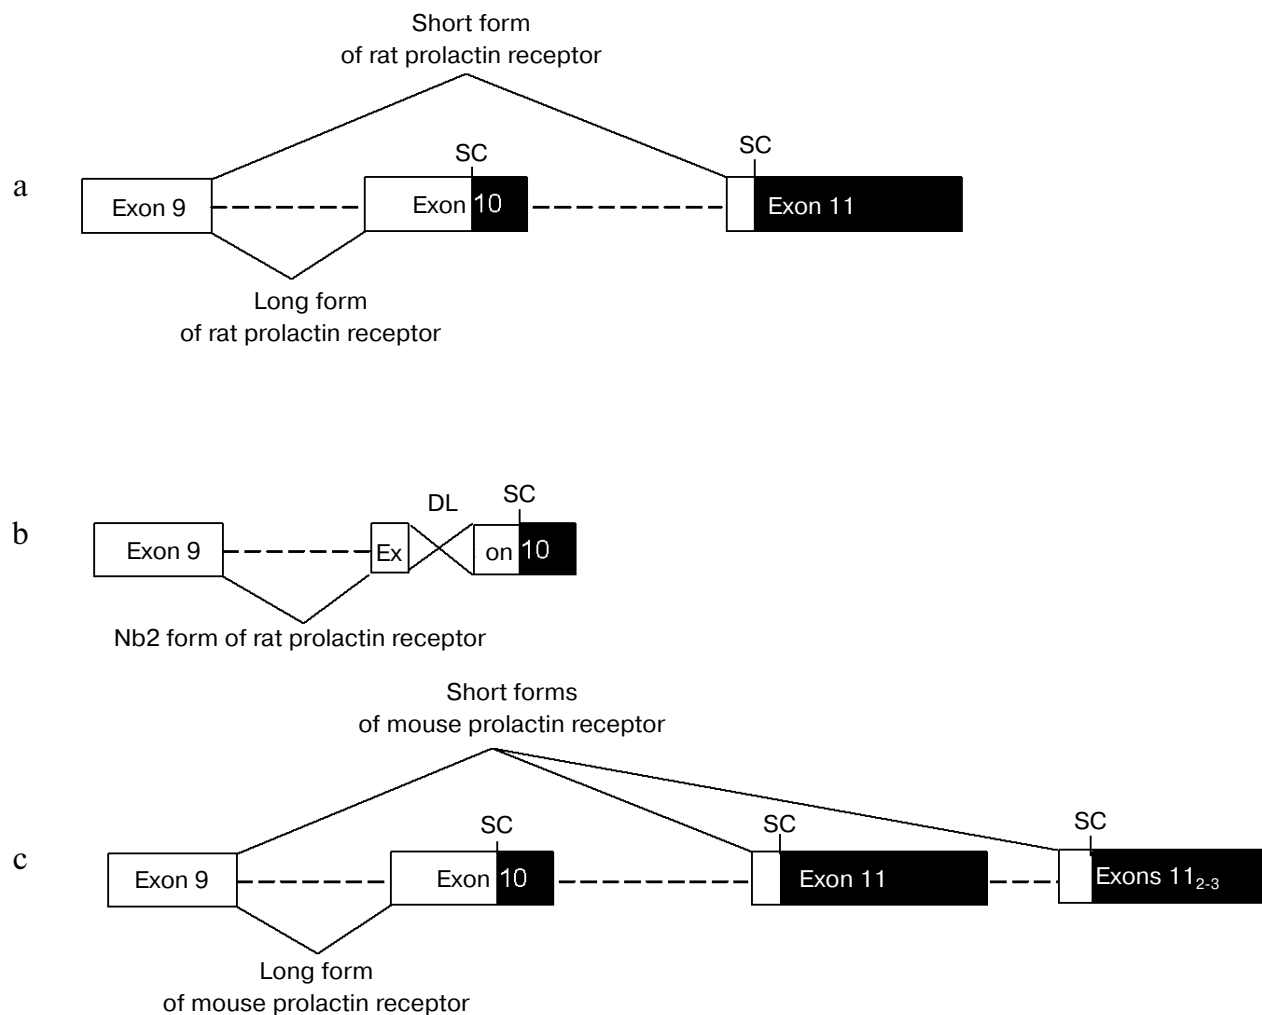 Short form
of rat prolactin receptor
SC
SC
a
Exon 9
Exon 10
Exon 11
Long form
of rat prolactin receptor
DL
SC
b
Exon 9
Ex
on 10
Nb2 form of rat prolactin receptor
Short forms
of mouse prolactin receptor
SC
SC
SC
c
Exon 9
Exon 10
Exon 11
Exons 11₂₋₃
Long form
of mouse prolactin receptor